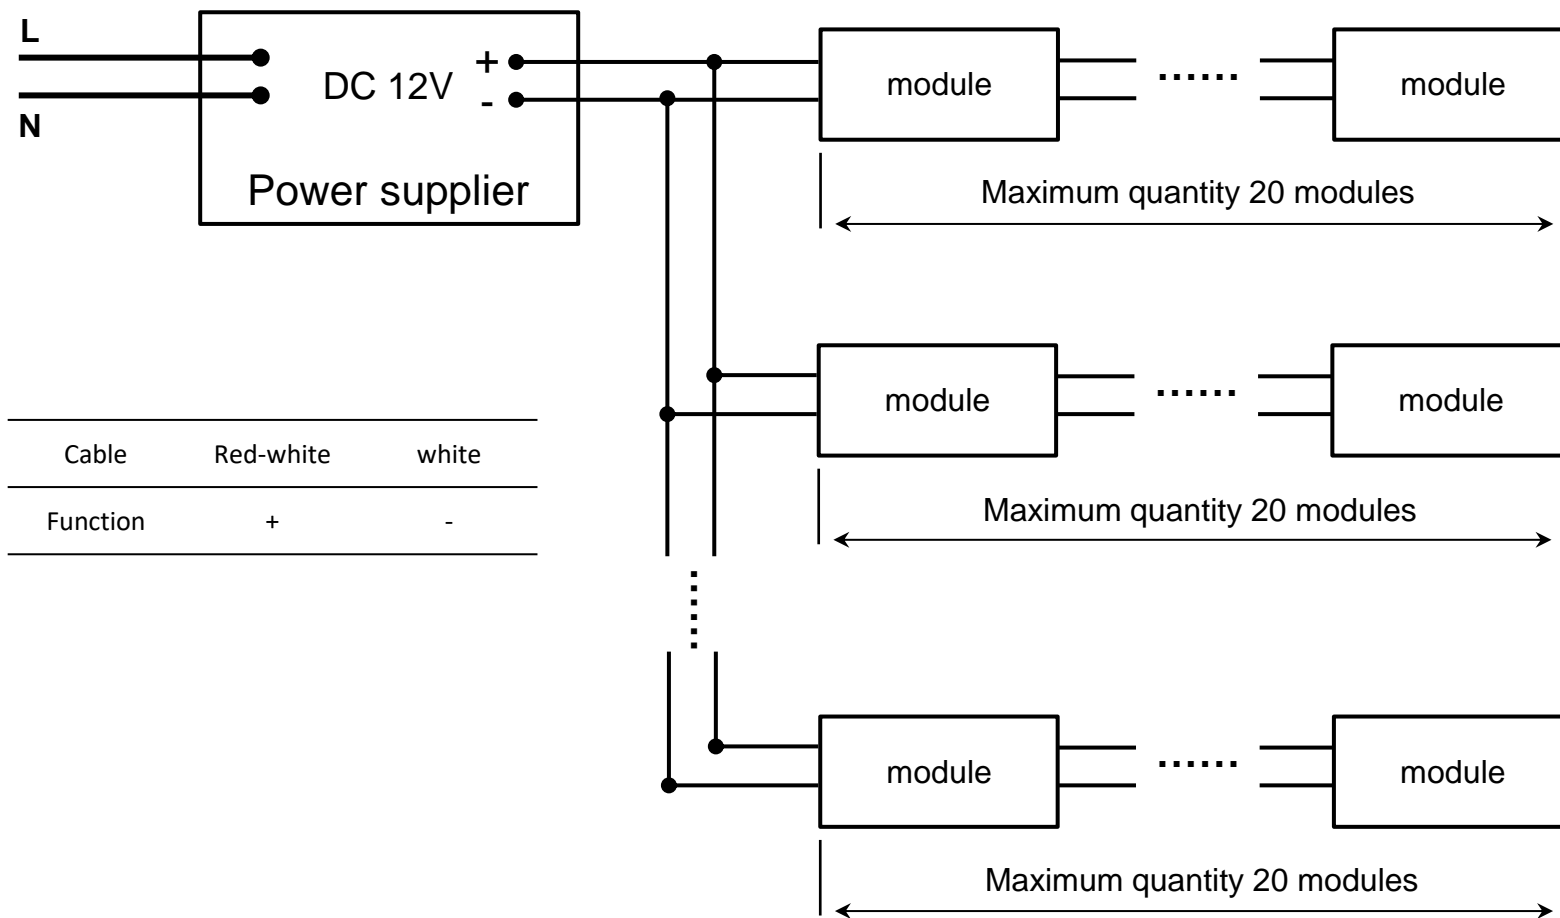 L
N
DC 12V
+
-
Power supplier
module
......
module
Maximum quantity 20 modules
module
......
module
Maximum quantity 20 modules
Cable Red-white white
Function + -
......
module
......
module
Maximum quantity 20 modules